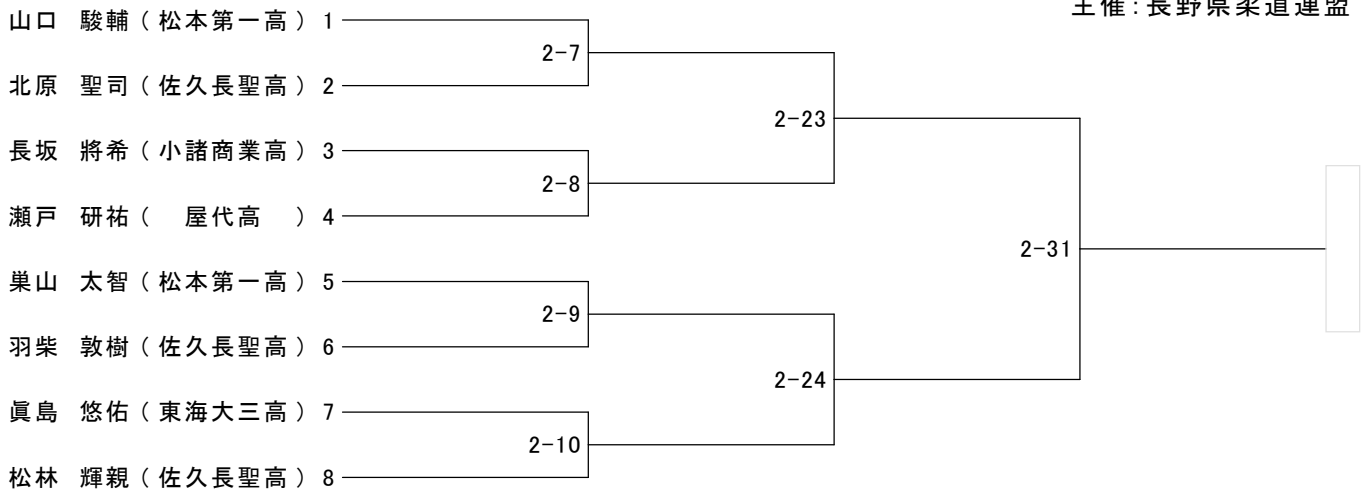 主催:長野県柔道連盟
山口 駿輔(松本第一高)1
2-7
北原 聖司(佐久長聖高)2
2-23
長坂 將希(小諸商業高)3
2-8
瀬戸 研祐( 屋代高 )4
2-31
巣山 太智(松本第一高)5
2-9
羽柴 敦樹(佐久長聖高)6
2-24
眞島 悠佑(東海大三高)7
2-10
松林 輝親(佐久長聖高)8